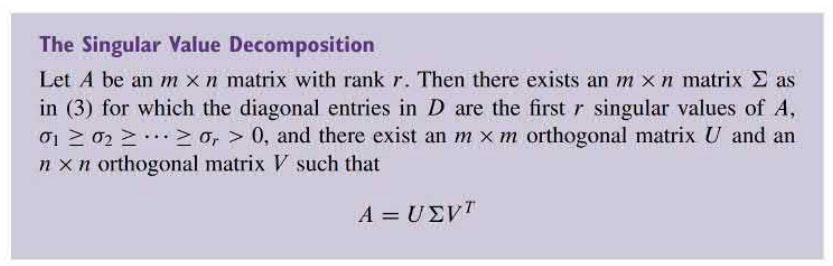 The Singular Value Decomposition
Let A be an m × n matrix with rank r. Then there exists an m × n matrix Σ as
in (3) for which the diagonal entries in D are the first r singular values of A,
σ₁ ≥ σ₂ ≥ ⋯ ≥ σᵣ > 0, and there exist an m × m orthogonal matrix U and an
n × n orthogonal matrix V such that
A = UΣVᵀ